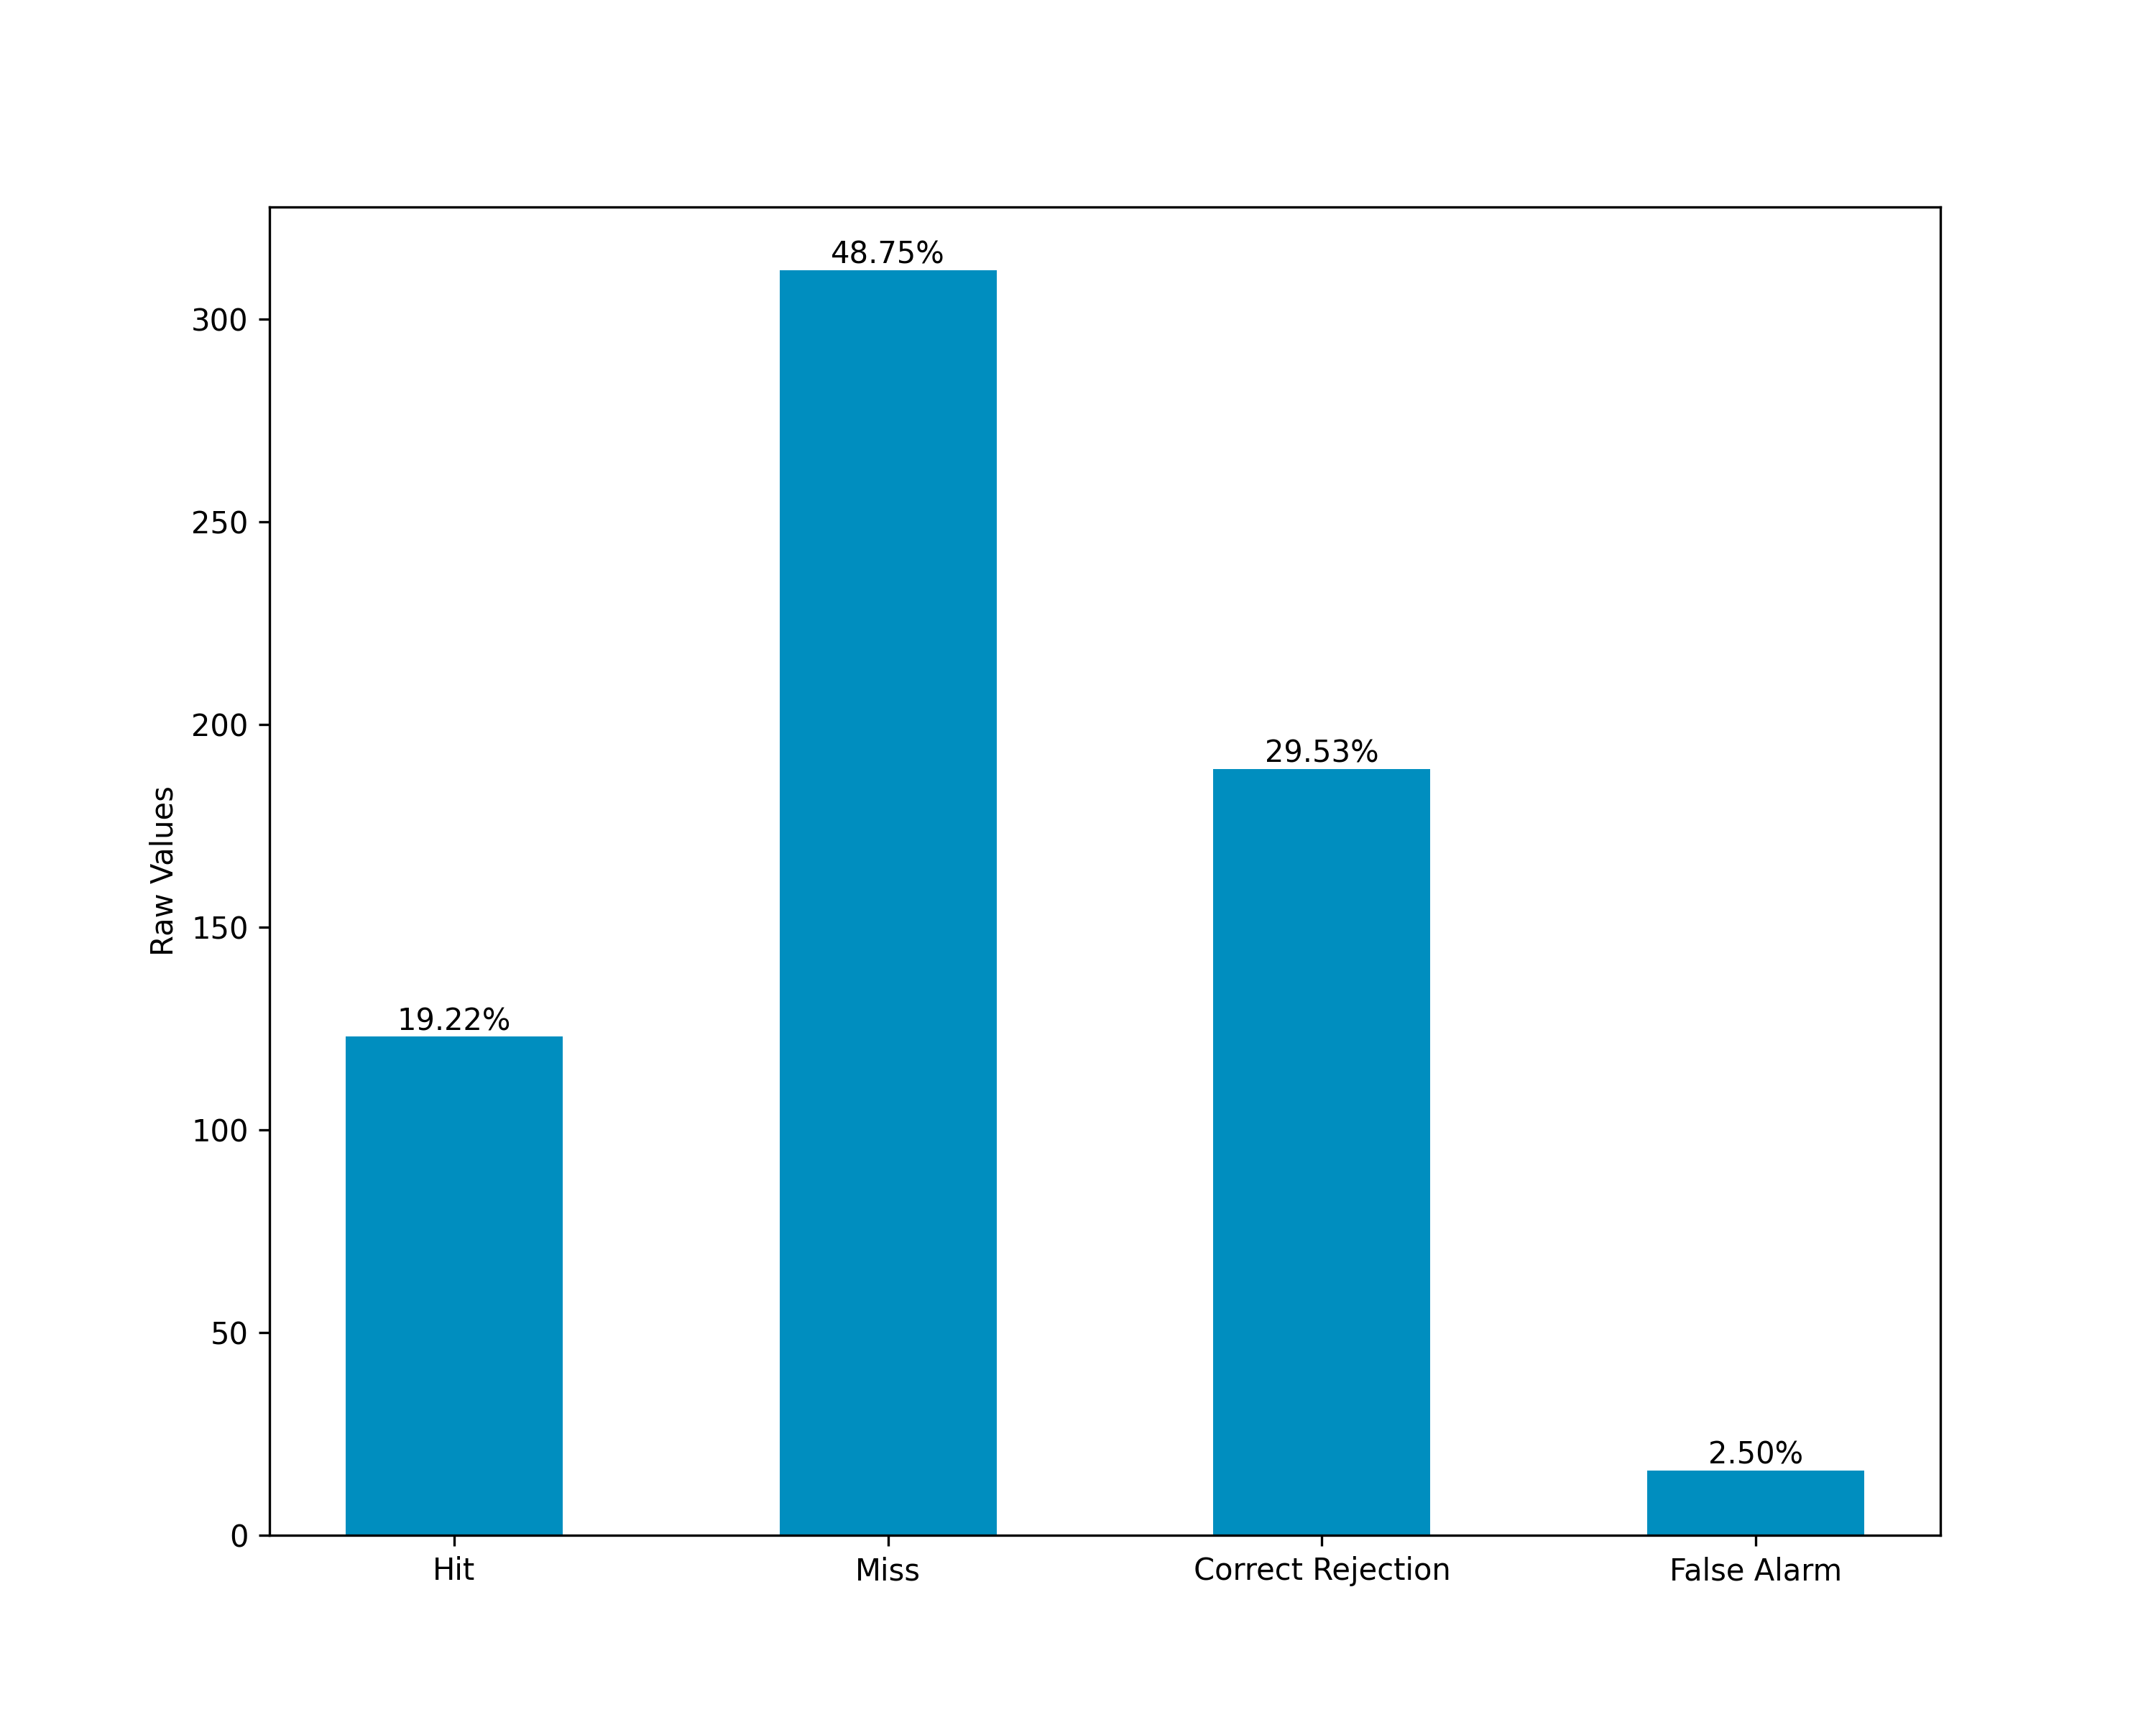 48.75%
300
250
200
29.53%
Raw Values
150
19.22%
100
50
2.50%
0
Hit
Miss
Correct Rejection
False Alarm